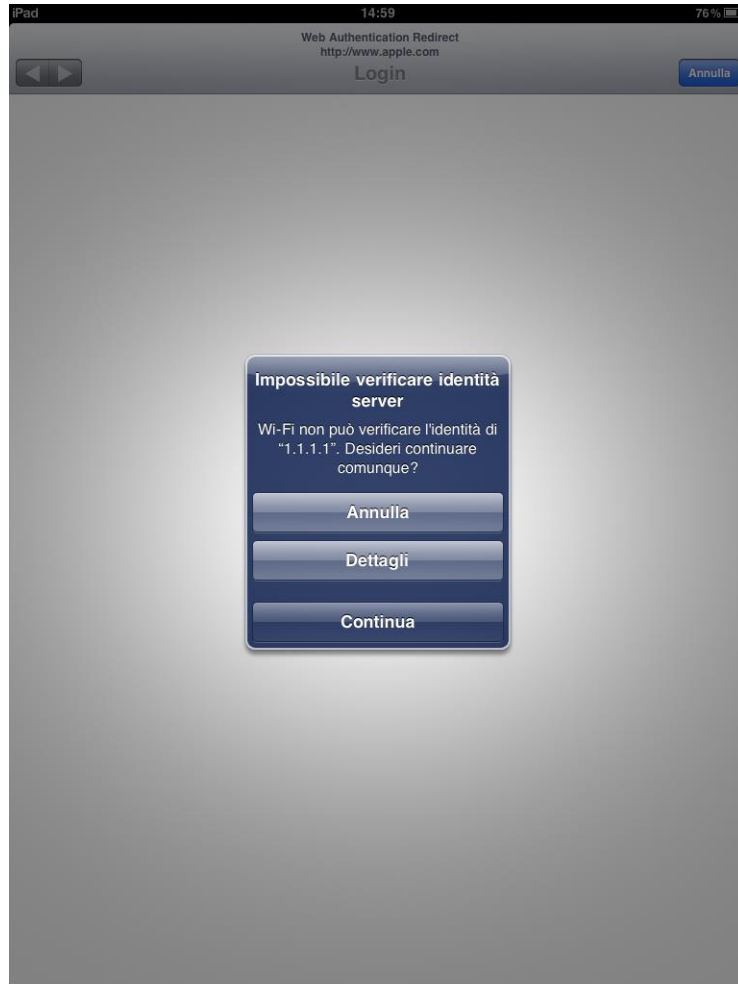 iPad 14:59 76%
Web Authentication Redirect
http://www.apple.com
Login
Annulla
Impossibile verificare identità
server
Wi-Fi non può verificare l'identità di
“1.1.1.1”. Desideri continuare
comunque?
Annulla
Dettagli
Continua